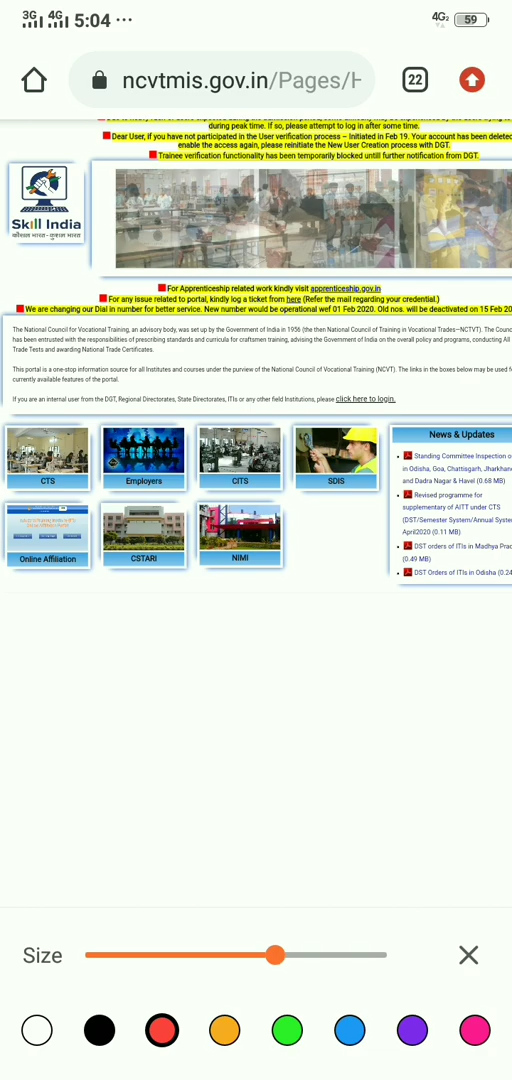 3G 4G 5:04 ...
4G2 59
ncvtmis.gov.in/Pages/H
22
during peak time. If so, please attempt to log in after some time.
Dear User, if you have not participated in the User verification process – Initiated in Feb 19. Your account has been deleted
enable the access again, please reinitiate the New User Creation process with DGT.
Trainee verification functionality has been temporarily blocked untill further notification from DGT.
Skill India
कौशल भारत-कुशल भारत
For Apprenticeship related work kindly visit apprenticeship.gov.in
For any issue related to portal, kindly log a ticket from here (Refer the mail regarding your credential.)
We are changing our Dial in number for better service. New number would be operational wef 01 Feb 2020. Old nos. will be deactivated on 15 Feb 20
The National Council for Vocational Training, an advisory body, was set up by the Government of India in 1956 (the then National Council of Training in Vocational Trades—NCTVT). The Counc
has been entrusted with the responsibilities of prescribing standards and curricula for craftsmen training, advising the Government of India on the overall policy and programs, conducting All
Trade Tests and awarding National Trade Certificates.
This portal is a one-stop information source for all Institutes and courses under the purview of the National Council of Vocational Training (NCVT). The links in the boxes below may be used f
currently available features of the portal.
If you are an internal user from the DGT, Regional Directorates, State Directorates, ITIs or any other field Institutions, please click here to login.
CTS
Employers
CITS
SDIS
Online Affiliation
CSTARI
NIMI
News & Updates
Standing Committee Inspection o
in Odisha, Goa, Chattisgarh, Jharkhan
and Dadra Nagar & Havel (0.68 MB)
Revised programme for
supplementary of AITT under CTS
(DST/Semester System/Annual Syste
April2020 (0.11 MB)
DST orders of ITIs in Madhya Prad
(0.49 MB)
DST Orders of ITIs in Odisha (0.24
Size